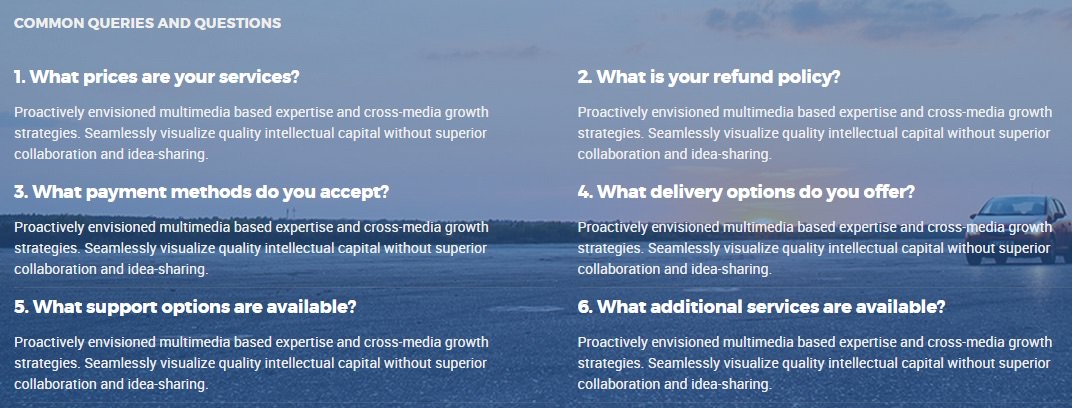 COMMON QUERIES AND QUESTIONS
1. What prices are your services?
Proactively envisioned multimedia based expertise and cross-media growth
strategies. Seamlessly visualize quality intellectual capital without superior
collaboration and idea-sharing.
2. What is your refund policy?
Proactively envisioned multimedia based expertise and cross-media growth
strategies. Seamlessly visualize quality intellectual capital without superior
collaboration and idea-sharing.
3. What payment methods do you accept?
Proactively envisioned multimedia based expertise and cross-media growth
strategies. Seamlessly visualize quality intellectual capital without superior
collaboration and idea-sharing.
4. What delivery options do you offer?
Proactively envisioned multimedia based expertise and cross-media growth
strategies. Seamlessly visualize quality intellectual capital without superior
collaboration and idea-sharing.
5. What support options are available?
Proactively envisioned multimedia based expertise and cross-media growth
strategies. Seamlessly visualize quality intellectual capital without superior
collaboration and idea-sharing.
6. What additional services are available?
Proactively envisioned multimedia based expertise and cross-media growth
strategies. Seamlessly visualize quality intellectual capital without superior
collaboration and idea-sharing.